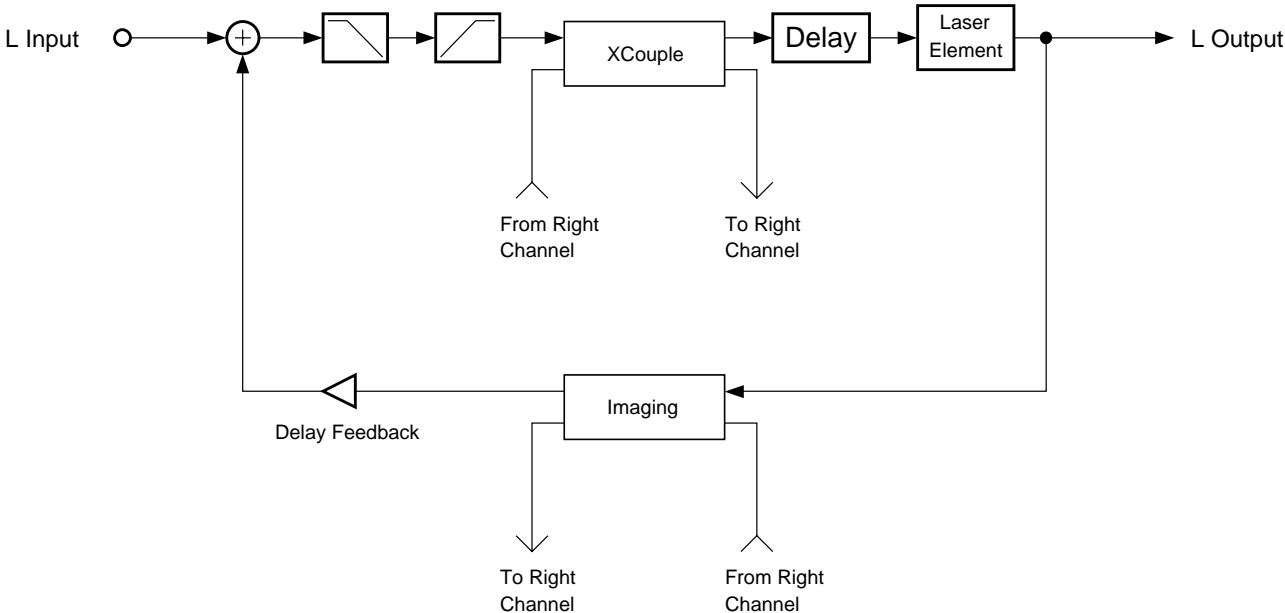 L Input
XCouple
Delay
Laser
Element
L Output
From Right
Channel
To Right
Channel
Imaging
Delay Feedback
To Right
Channel
From Right
Channel